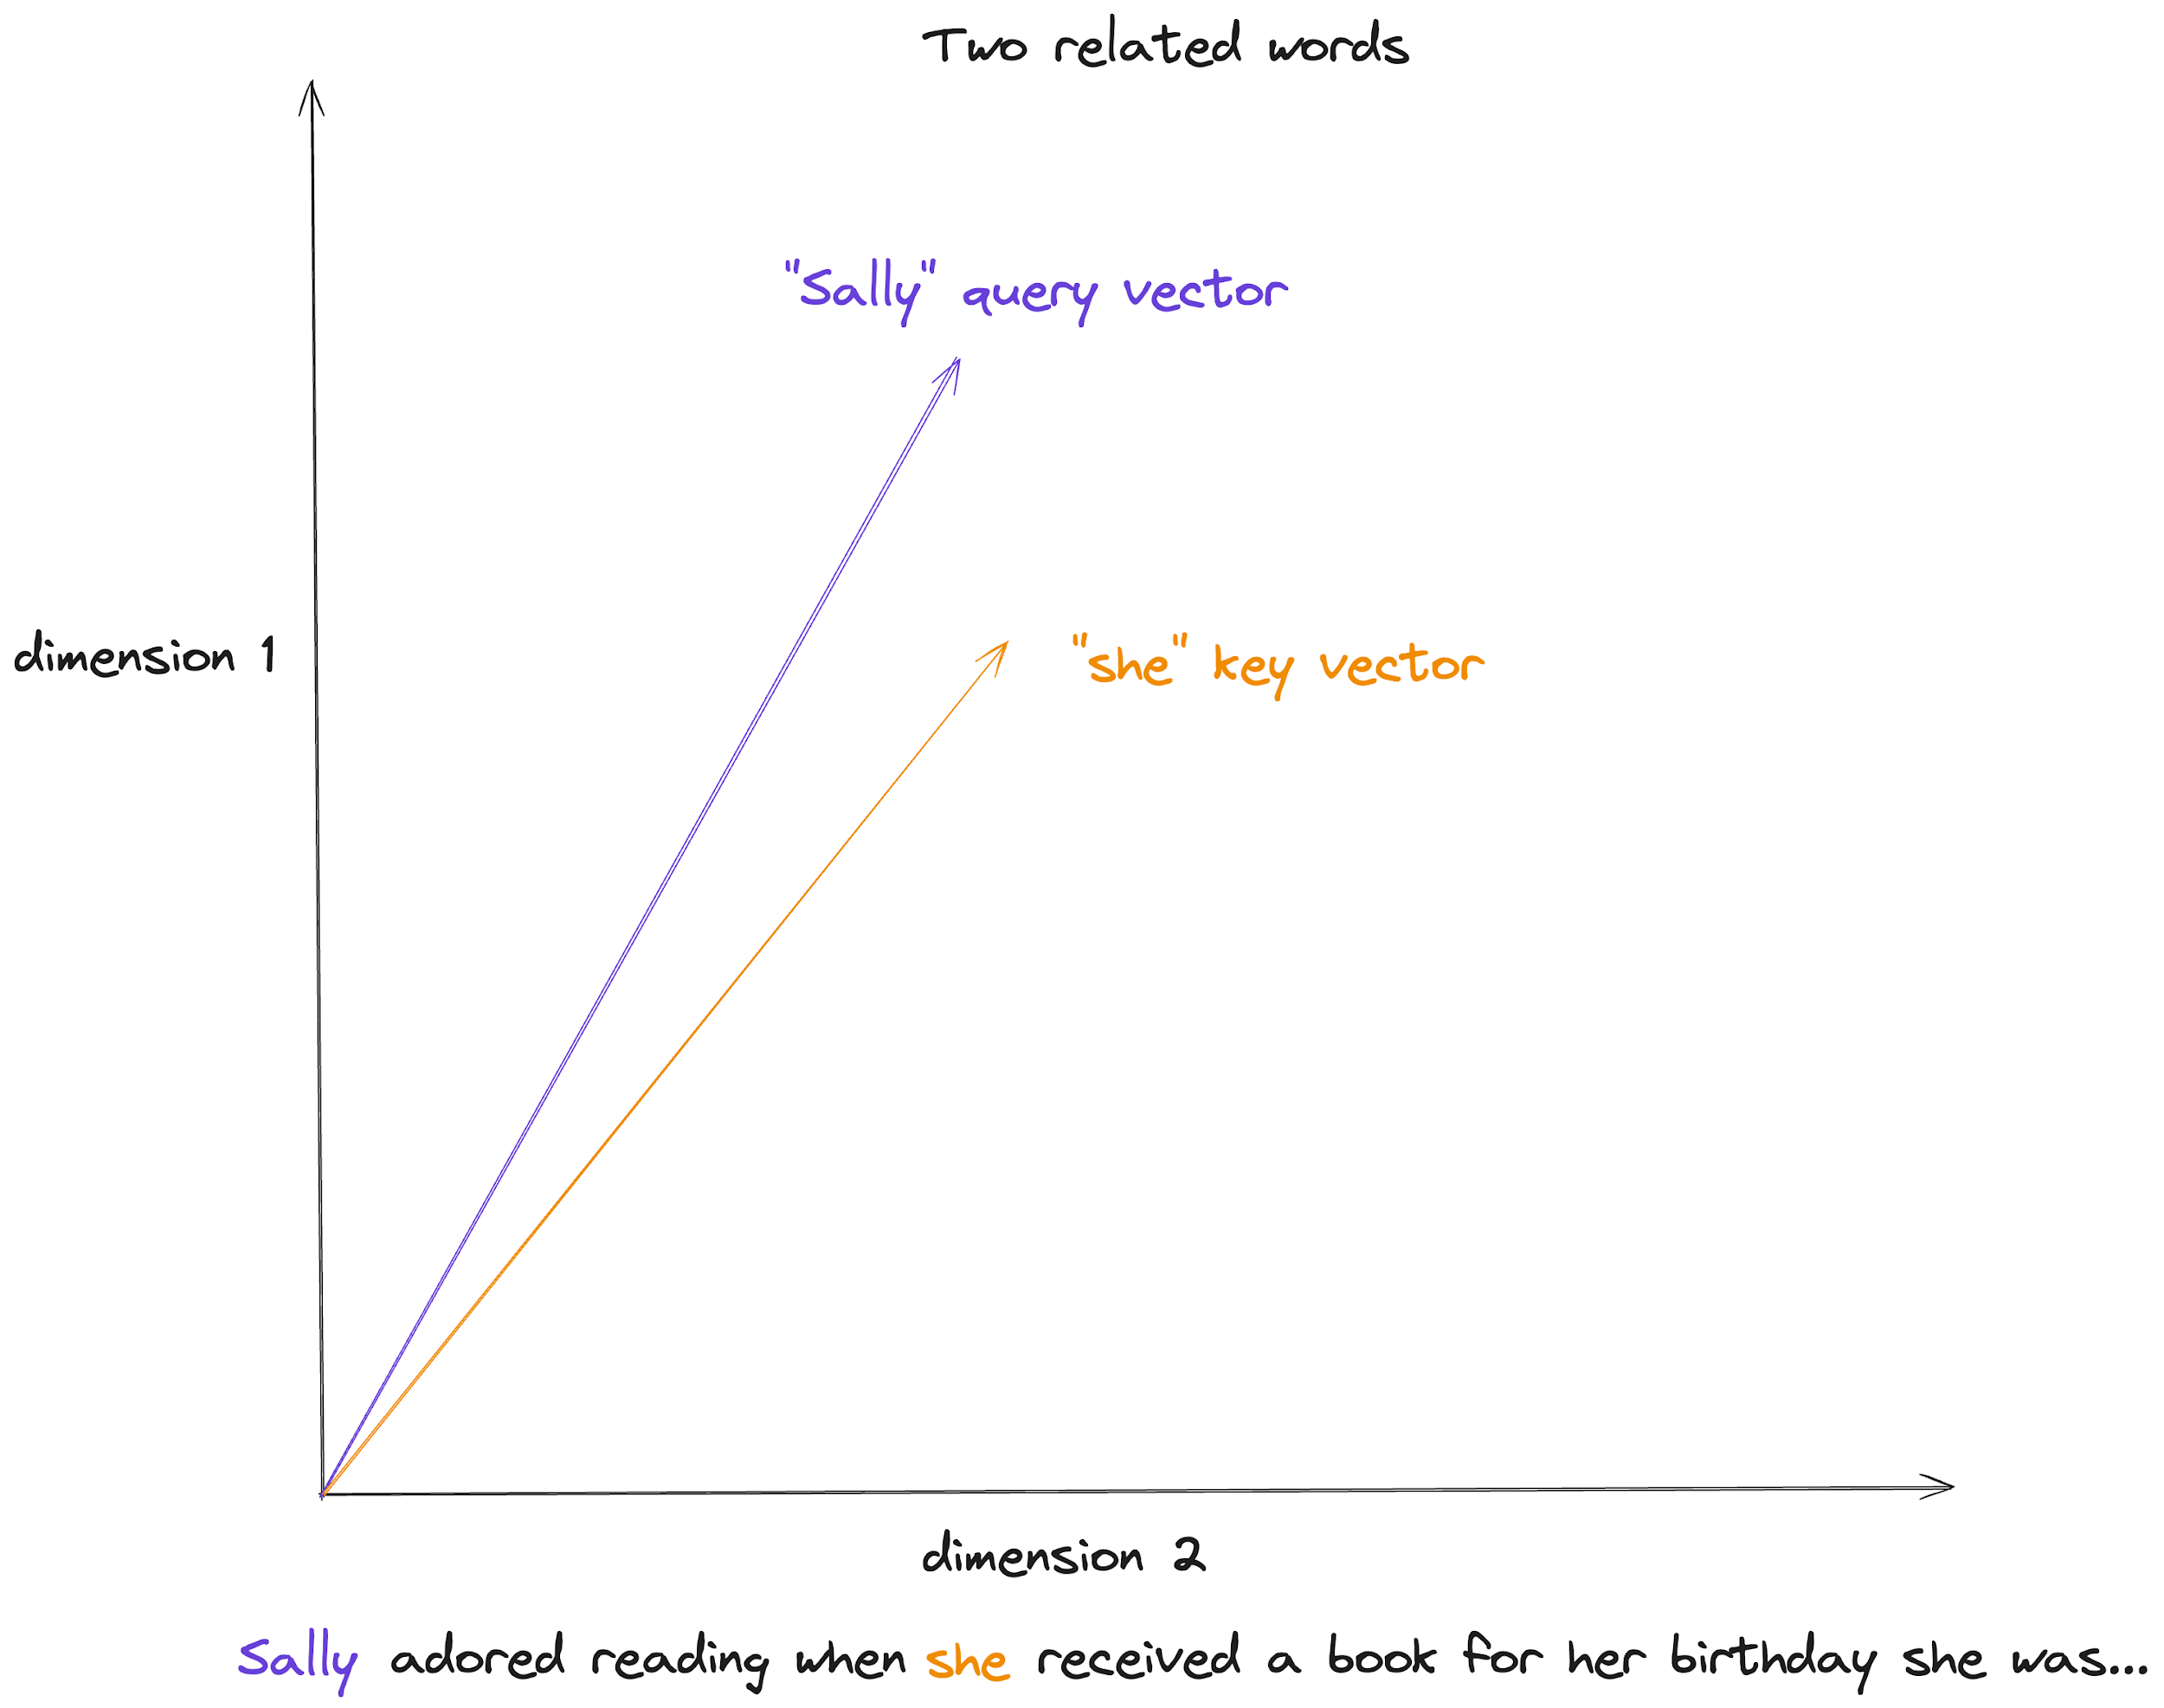 Two related words
"Sally" query vector
dimension 1
"she" key vector
dimension 2
Sally adored reading when she received a book for her birthday she was...